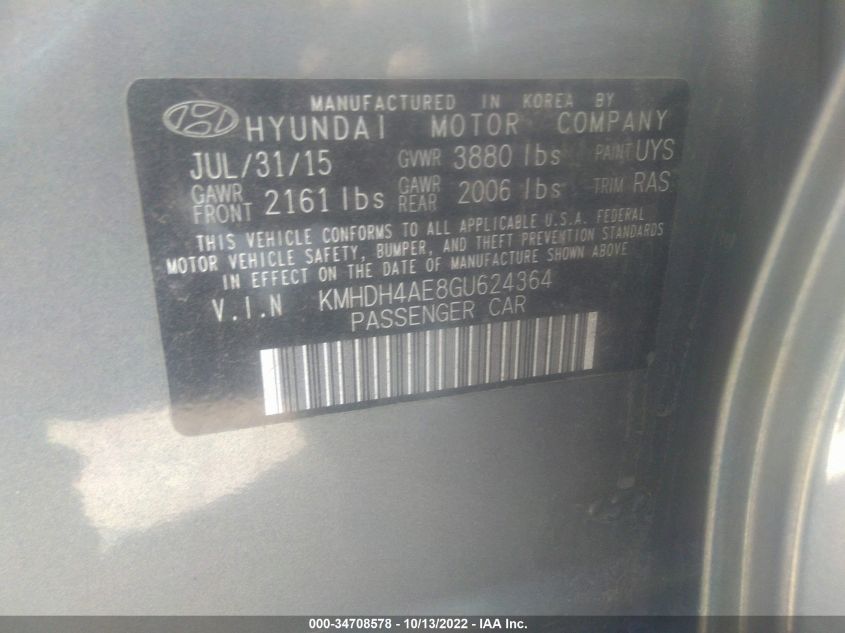 MANUFACTURED IN KOREA BY
HYUNDAI MOTOR COMPANY
JUL/31/15 GVWR 3880 lbs PAINT UYS
GAWR FRONT 2161 lbs GAWR REAR 2006 lbs TRIM RAS
THIS VEHICLE CONFORMS TO ALL APPLICABLE U.S.A. FEDERAL
MOTOR VEHICLE SAFETY, BUMPER, AND THEFT PREVENTION STANDARDS
IN EFFECT ON THE DATE OF MANUFACTURE SHOWN ABOVE
V.I.N KMHDH4AE8GU624364
PASSENGER CAR
000-34708578 - 10/13/2022 - IAA Inc.